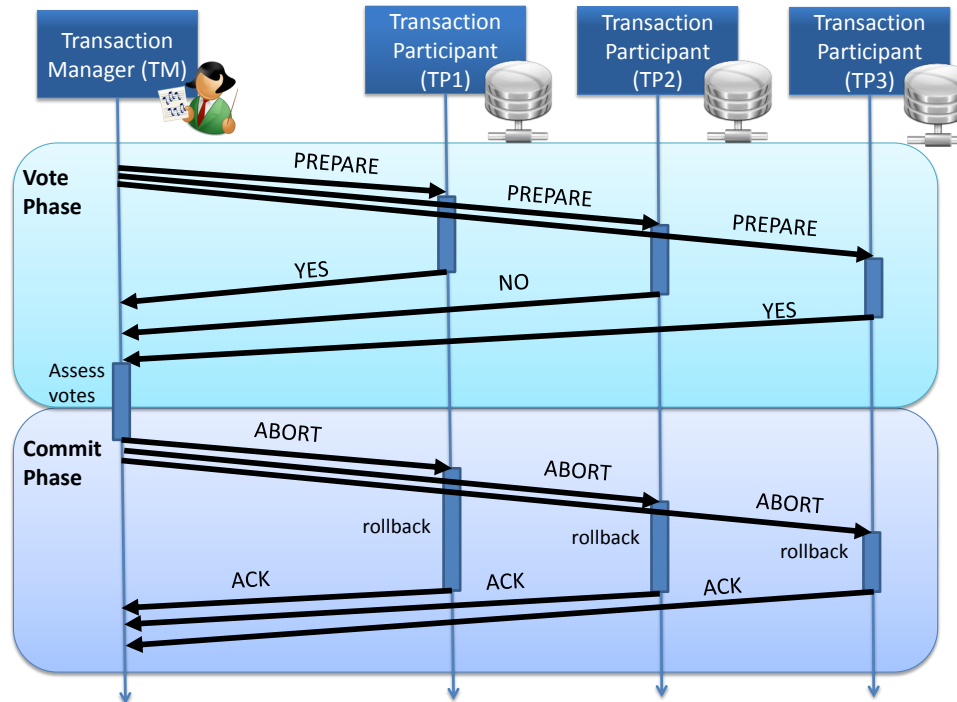 Transaction
Manager (TM)
Transaction
Participant
(TP1)
Transaction
Participant
(TP2)
Transaction
Participant
(TP3)
Vote
Phase
PREPARE
PREPARE
PREPARE
YES
NO
YES
Assess
votes
Commit
Phase
ABORT
ABORT
ABORT
rollback
rollback
rollback
ACK
ACK
ACK